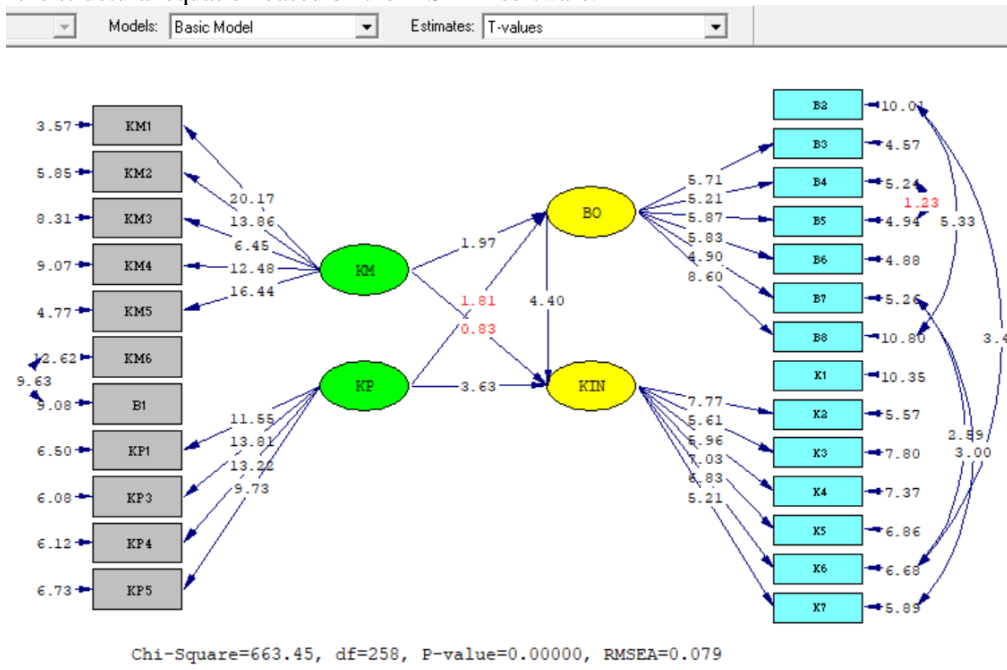 Models: Basic Model Estimates: T-values
3.57 KM1
5.85 KM2
8.31 KM3
9.07 KM4
4.77 KM5
12.62 KM6
9.63
9.08 B1
6.50 KP1
6.08 KP3
6.12 KP4
6.73 KP5
20.17
13.86
6.45
12.48
16.44
KM
11.55
13.81
13.22
9.73
KP
1.97
1.81
0.83
3.63
4.40
BO
KIN
5.71
5.21
5.87
5.83
4.90
8.60
7.77
5.61
5.96
7.03
6.83
5.21
B2 10.01
B3 4.57
B4 5.24
1.23
B5 4.94
5.33
B6 4.88
B7 5.26
B8 10.80
3.4
K1 10.35
K2 5.57
2.59
K3 7.80
3.00
K4 7.37
K5 6.86
K6 6.68
K7 5.89
Chi-Square=663.45, df=258, P-value=0.00000, RMSEA=0.079